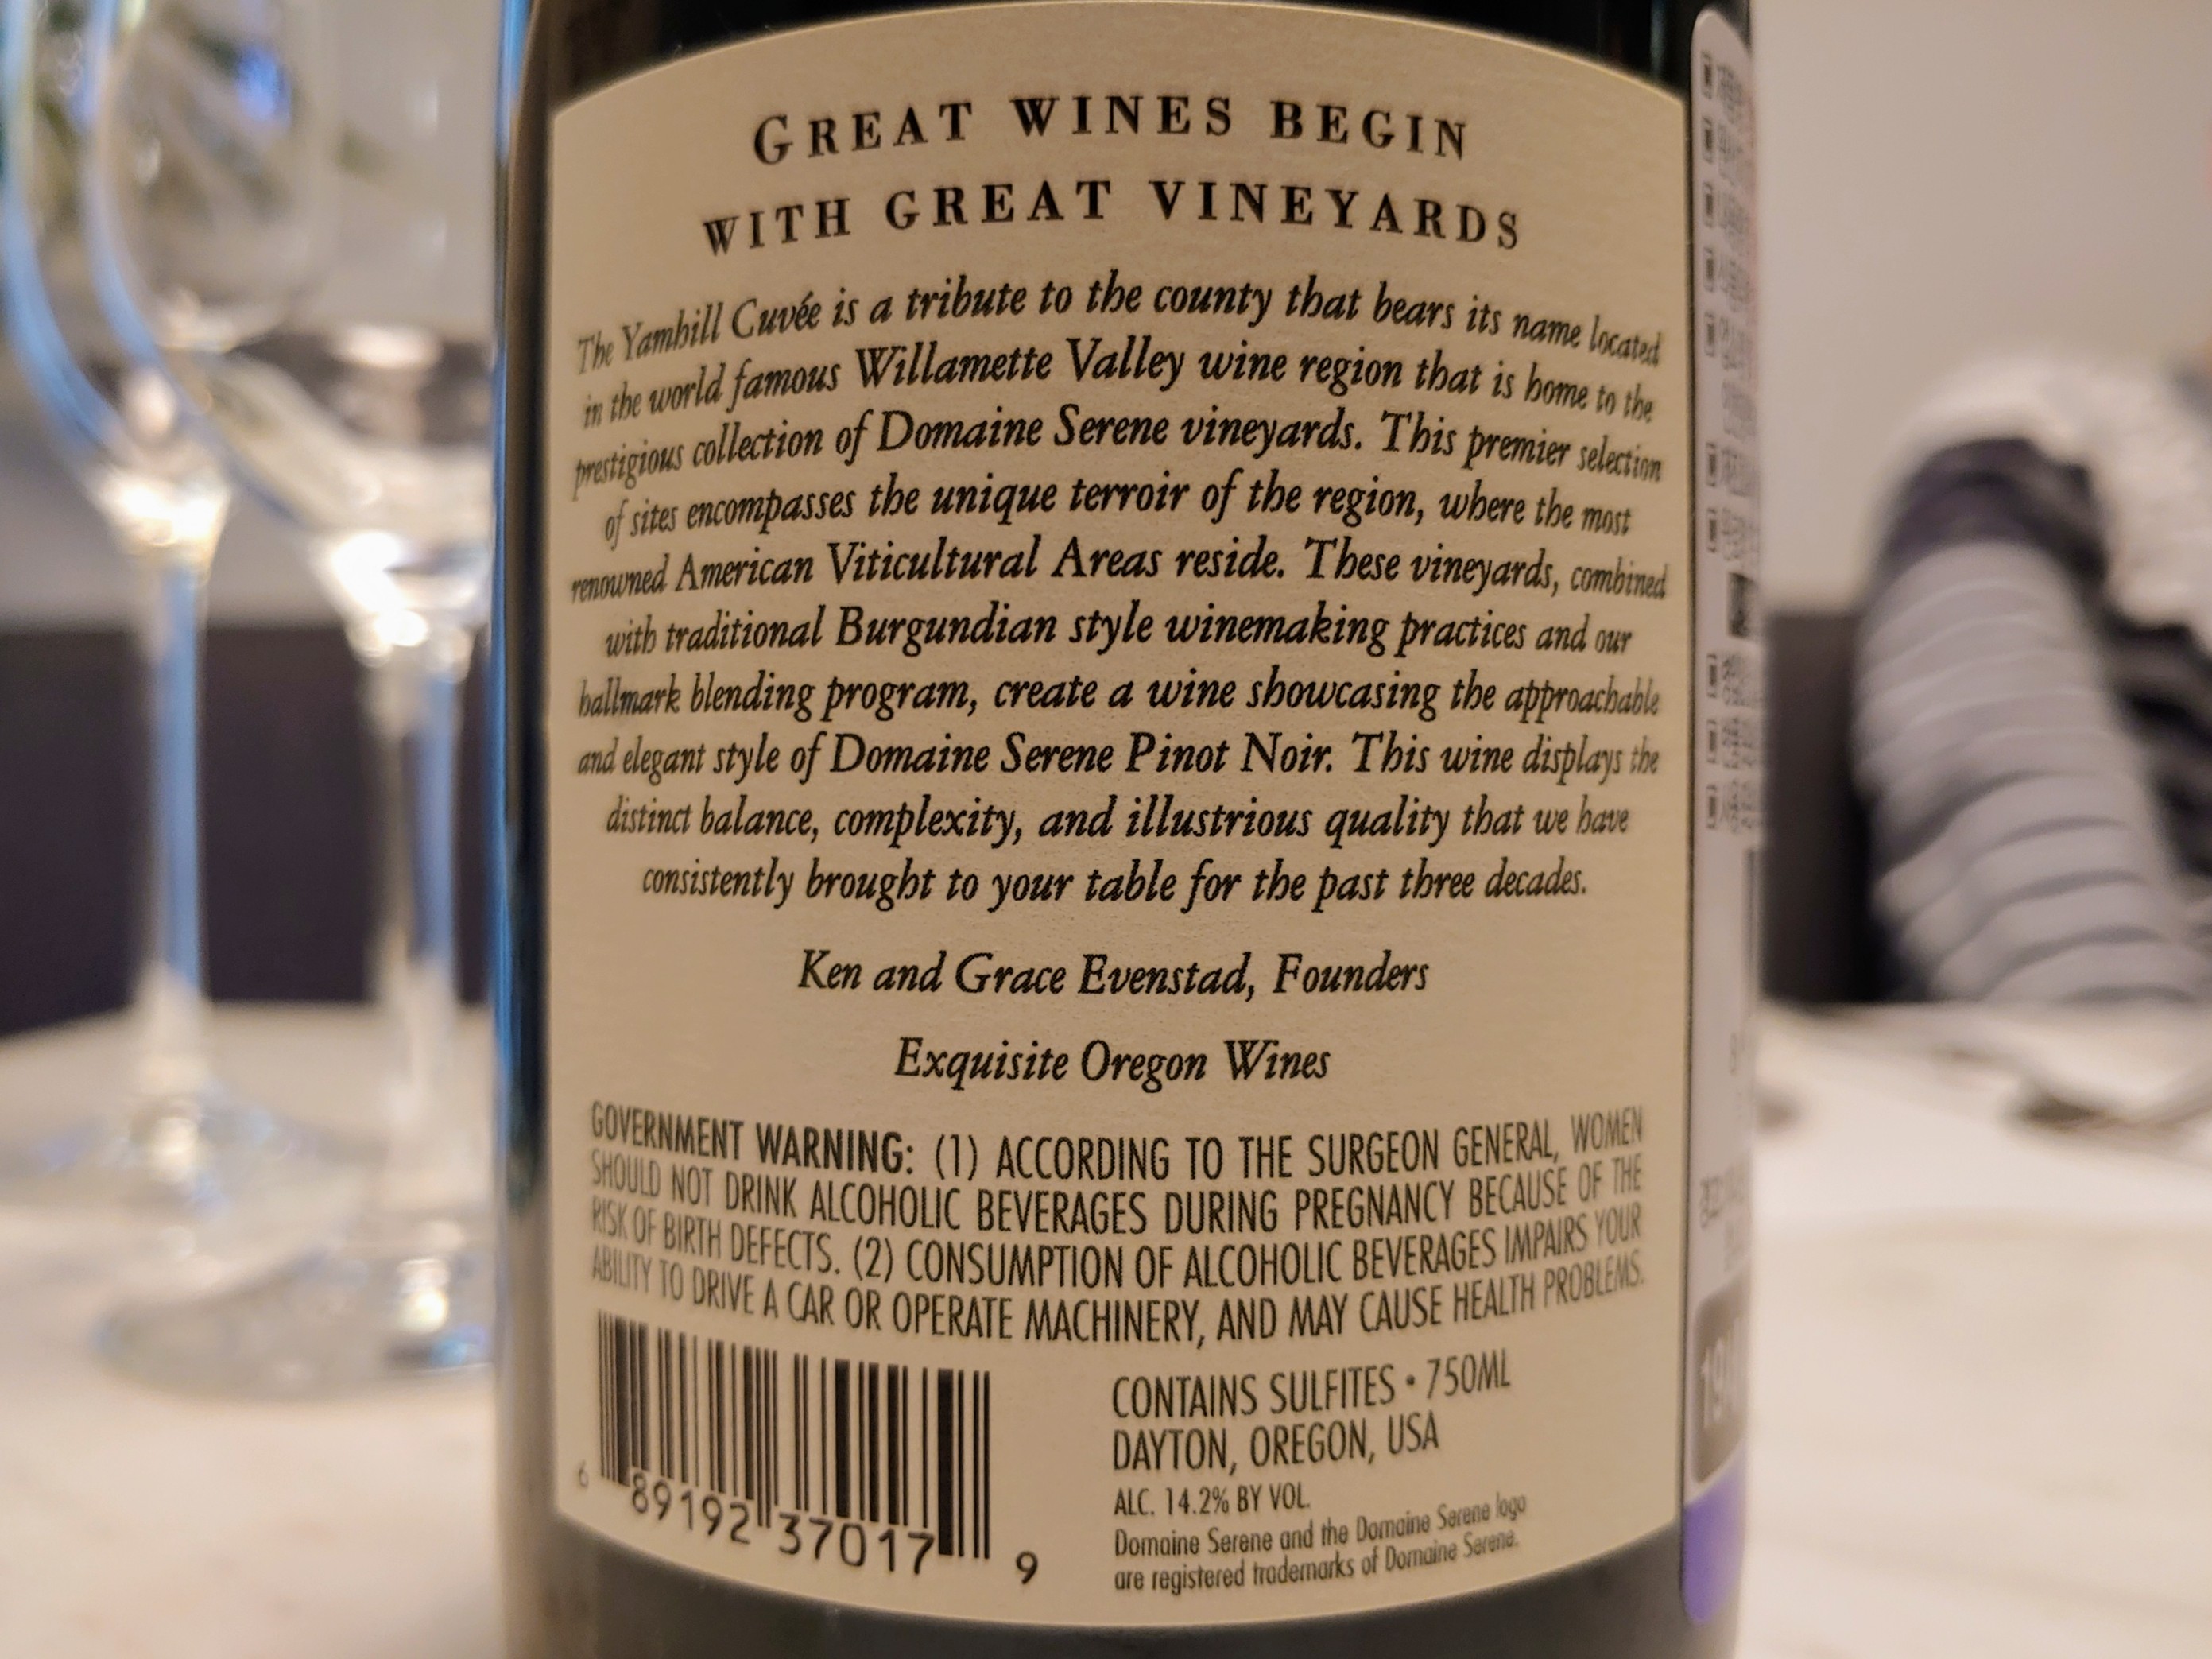 GREAT WINES BEGIN
WITH GREAT VINEYARDS
The Yamhill Cuvée is a tribute to the county that bears its name located
in the world famous Willamette Valley wine region that is home to the
prestigious collection of Domaine Serene vineyards. This premier selection
of sites encompasses the unique terroir of the region, where the most
renowned American Viticultural Areas reside. These vineyards, combined
with traditional Burgundian style winemaking practices and our
hallmark blending program, create a wine showcasing the approachable
and elegant style of Domaine Serene Pinot Noir. This wine displays the
distinct balance, complexity, and illustrious quality that we have
consistently brought to your table for the past three decades.
Ken and Grace Evenstad, Founders
Exquisite Oregon Wines
GOVERNMENT WARNING: (1) ACCORDING TO THE SURGEON GENERAL, WOMEN
SHOULD NOT DRINK ALCOHOLIC BEVERAGES DURING PREGNANCY BECAUSE OF THE
RISK OF BIRTH DEFECTS. (2) CONSUMPTION OF ALCOHOLIC BEVERAGES IMPAIRS YOUR
ABILITY TO DRIVE A CAR OR OPERATE MACHINERY, AND MAY CAUSE HEALTH PROBLEMS.
6 89192 37017 9
CONTAINS SULFITES • 750ML
DAYTON, OREGON, USA
ALC. 14.2% BY VOL.
Domaine Serene and the Domaine Serene logo
are registered trademarks of Domaine Serene.